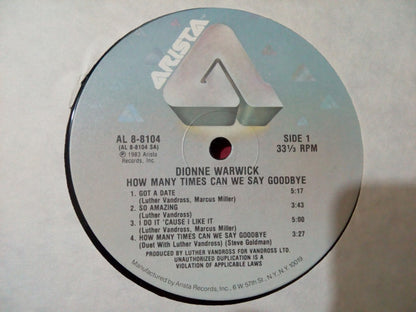 ARISTA
AL 8-8104
(AL 8-8104 SA)
Ⓟ 1983 Arista
Records, Inc.
SIDE 1
33⅓ RPM
DIONNE WARWICK
HOW MANY TIMES CAN WE SAY GOODBYE
1. GOT A DATE 5:17
(Luther Vandross, Marcus Miller)
2. SO AMAZING 3:43
(Luther Vandross)
3. I DO IT 'CAUSE I LIKE IT 5:00
(Luther Vandross, Marcus Miller)
4. HOW MANY TIMES CAN WE SAY GOODBYE 3:27
(Duet With Luther Vandross) (Steve Goldman)
PRODUCED BY LUTHER VANDROSS FOR VANDROSS LTD.
UNAUTHORIZED DUPLICATION IS A
VIOLATION OF APPLICABLE LAWS
Manufactured by Arista Records, Inc., 6 W 57th St., N.Y., N.Y. 10019